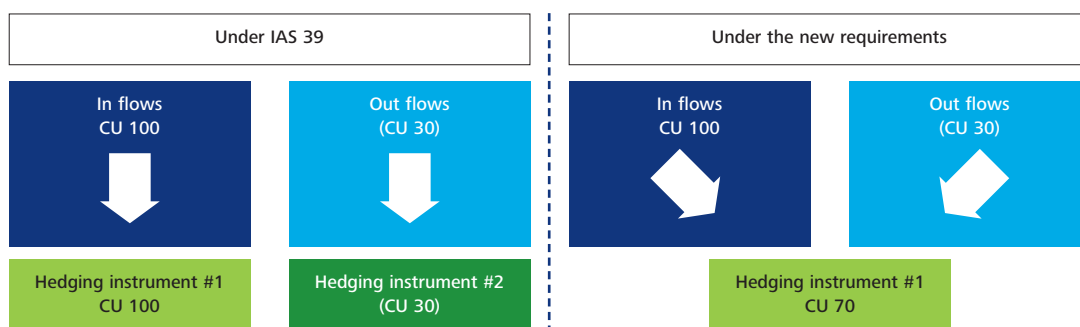 Under IAS 39
Under the new requirements
In flows
CU 100
Out flows
(CU 30)
In flows
CU 100
Out flows
(CU 30)
Hedging instrument #1
CU 100
Hedging instrument #2
(CU 30)
Hedging instrument #1
CU 70